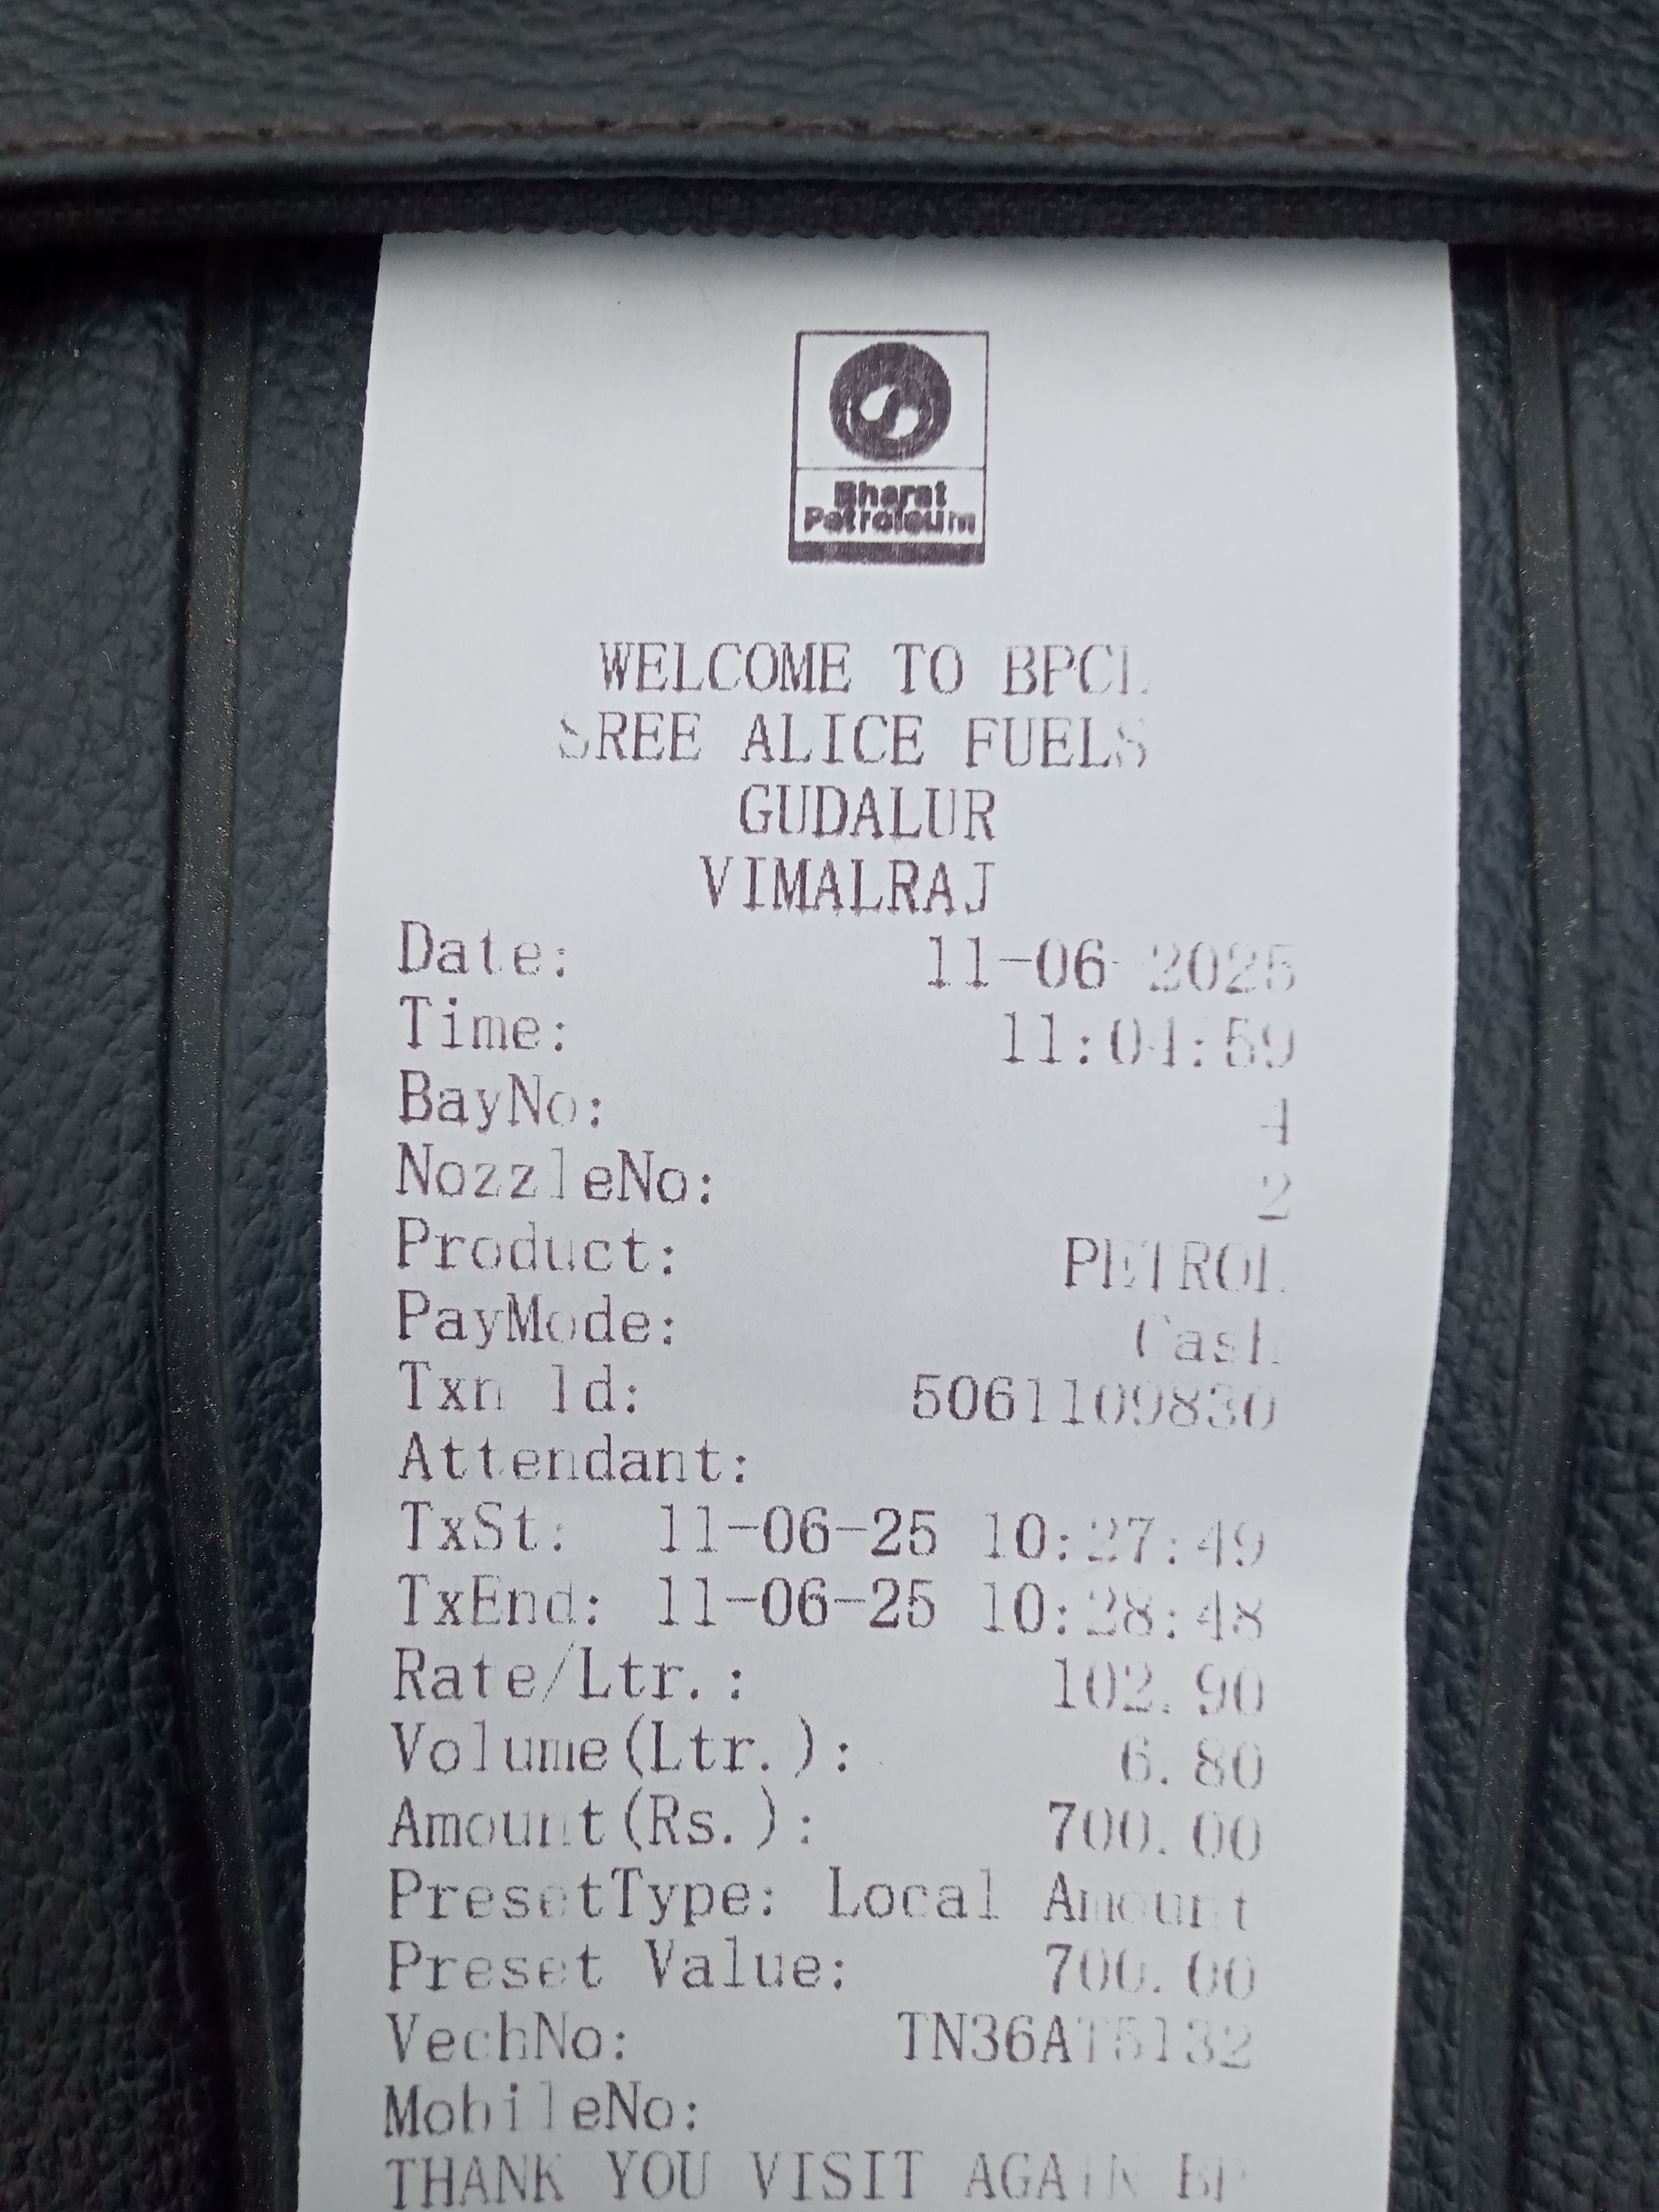 Bharat
Petroleum
WELCOME TO BPCL
SREE ALICE FUELS
GUDALUR
VIMALRAJ
Date: 11-06-2025
Time: 11:04:59
BayNo: 4
NozzleNo: 2
Product: PETROL
PayMode: Cash
Txn Id: 5061109830
Attendant:
TxSt: 11-06-25 10:27:49
TxEnd: 11-06-25 10:28:48
Rate/Ltr.: 102.90
Volume(Ltr.): 6.80
Amount(Rs.): 700.00
PresetType: Local Amount
Preset Value: 700.00
VechNo: TN36AT5132
MobileNo:
THANK YOU VISIT AGAIN